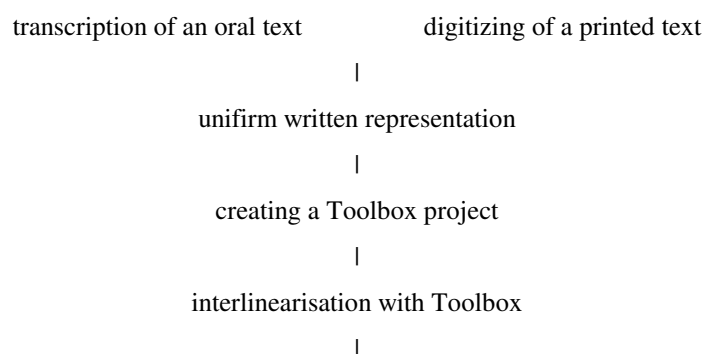 transcription of an oral text digitizing of a printed text
|
unifirm written representation
|
creating a Toolbox project
|
interlinearisation with Toolbox
|